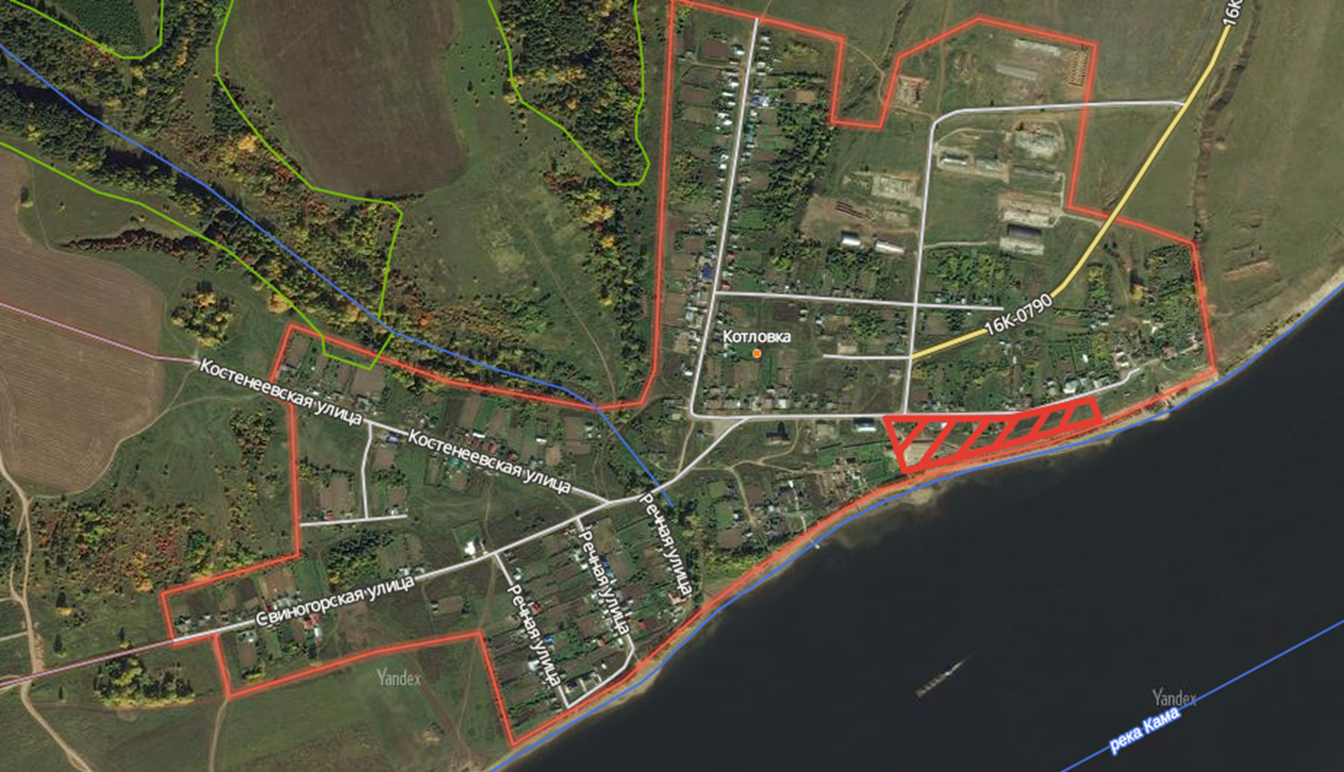 16К
16К-0790
Котловка
Костенеевская улица
Костенеевская улица
Речная улица
Речная улица
Речная улица
Свиногорская улица
Yandex
Yandex
река Кама